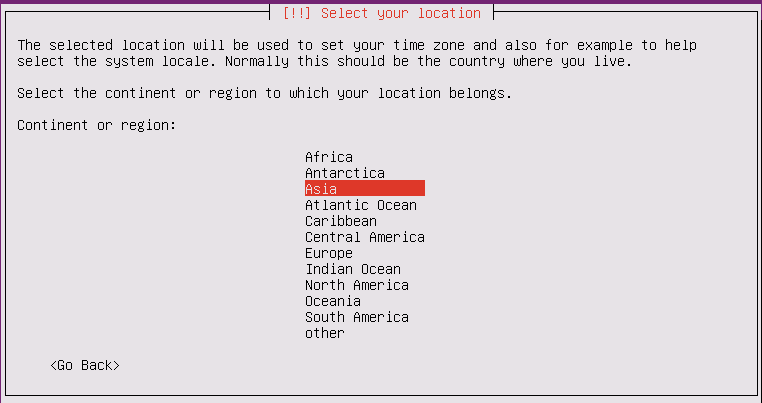 [!!] Select your location
The selected location will be used to set your time zone and also for example to help
select the system locale. Normally this should be the country where you live.
Select the continent or region to which your location belongs.
Continent or region:
Africa
Antarctica
Asia
Atlantic Ocean
Caribbean
Central America
Europe
Indian Ocean
North America
Oceania
South America
other
<Go Back>